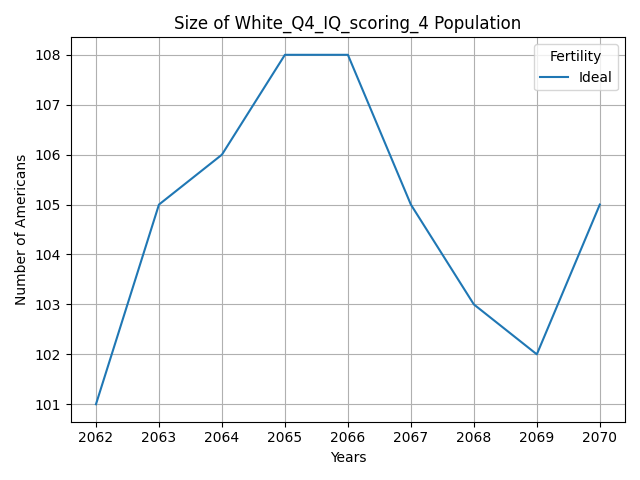 Size of White_Q4_IQ_scoring_4 Population
Fertility
Ideal
108
107
106
105
104
103
102
101
Number of Americans
2062 2063 2064 2065 2066 2067 2068 2069 2070
Years